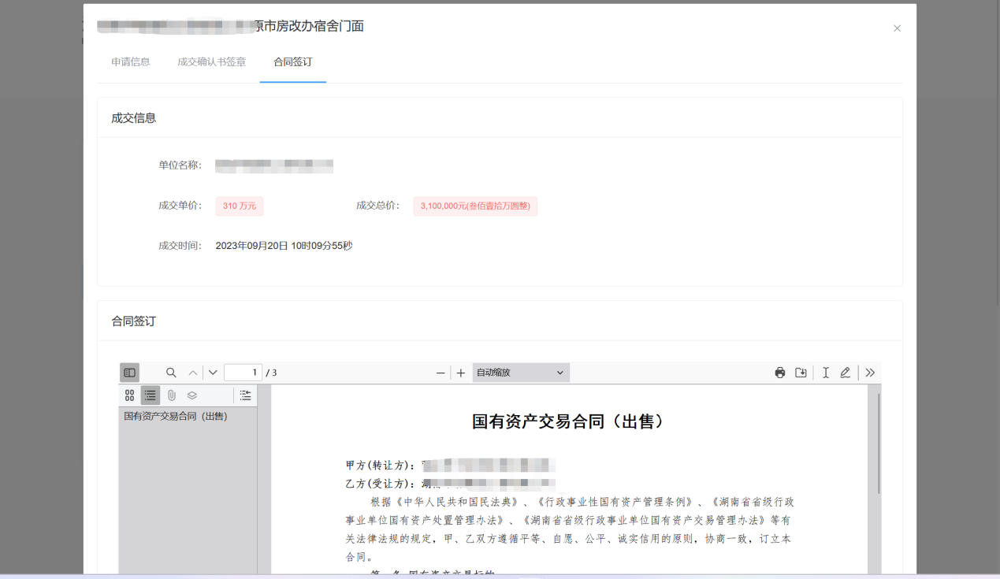 原市房改办宿舍门面
申请信息 成交确认书签章 合同签订
成交信息
单位名称：
成交单价： 310 万元 成交总价： 3,100,000元(叁佰壹拾万圆整)
成交时间： 2023年09月20日 10时09分55秒
合同签订
1 / 3 自动缩放
国有资产交易合同（出售）
国有资产交易合同（出售）
甲方(转让方)：
乙方(受让方)：
根据《中华人民共和国民法典》、《行政事业性国有资产管理条例》、《湖南省省级行政
事业单位国有资产处置管理办法》、《湖南省省级行政事业单位国有资产交易管理办法》等有
关法律法规的规定，甲、乙双方遵循平等、自愿、公平、诚实信用的原则，协商一致，订立本
合同。
第一条 国有资产交易标的